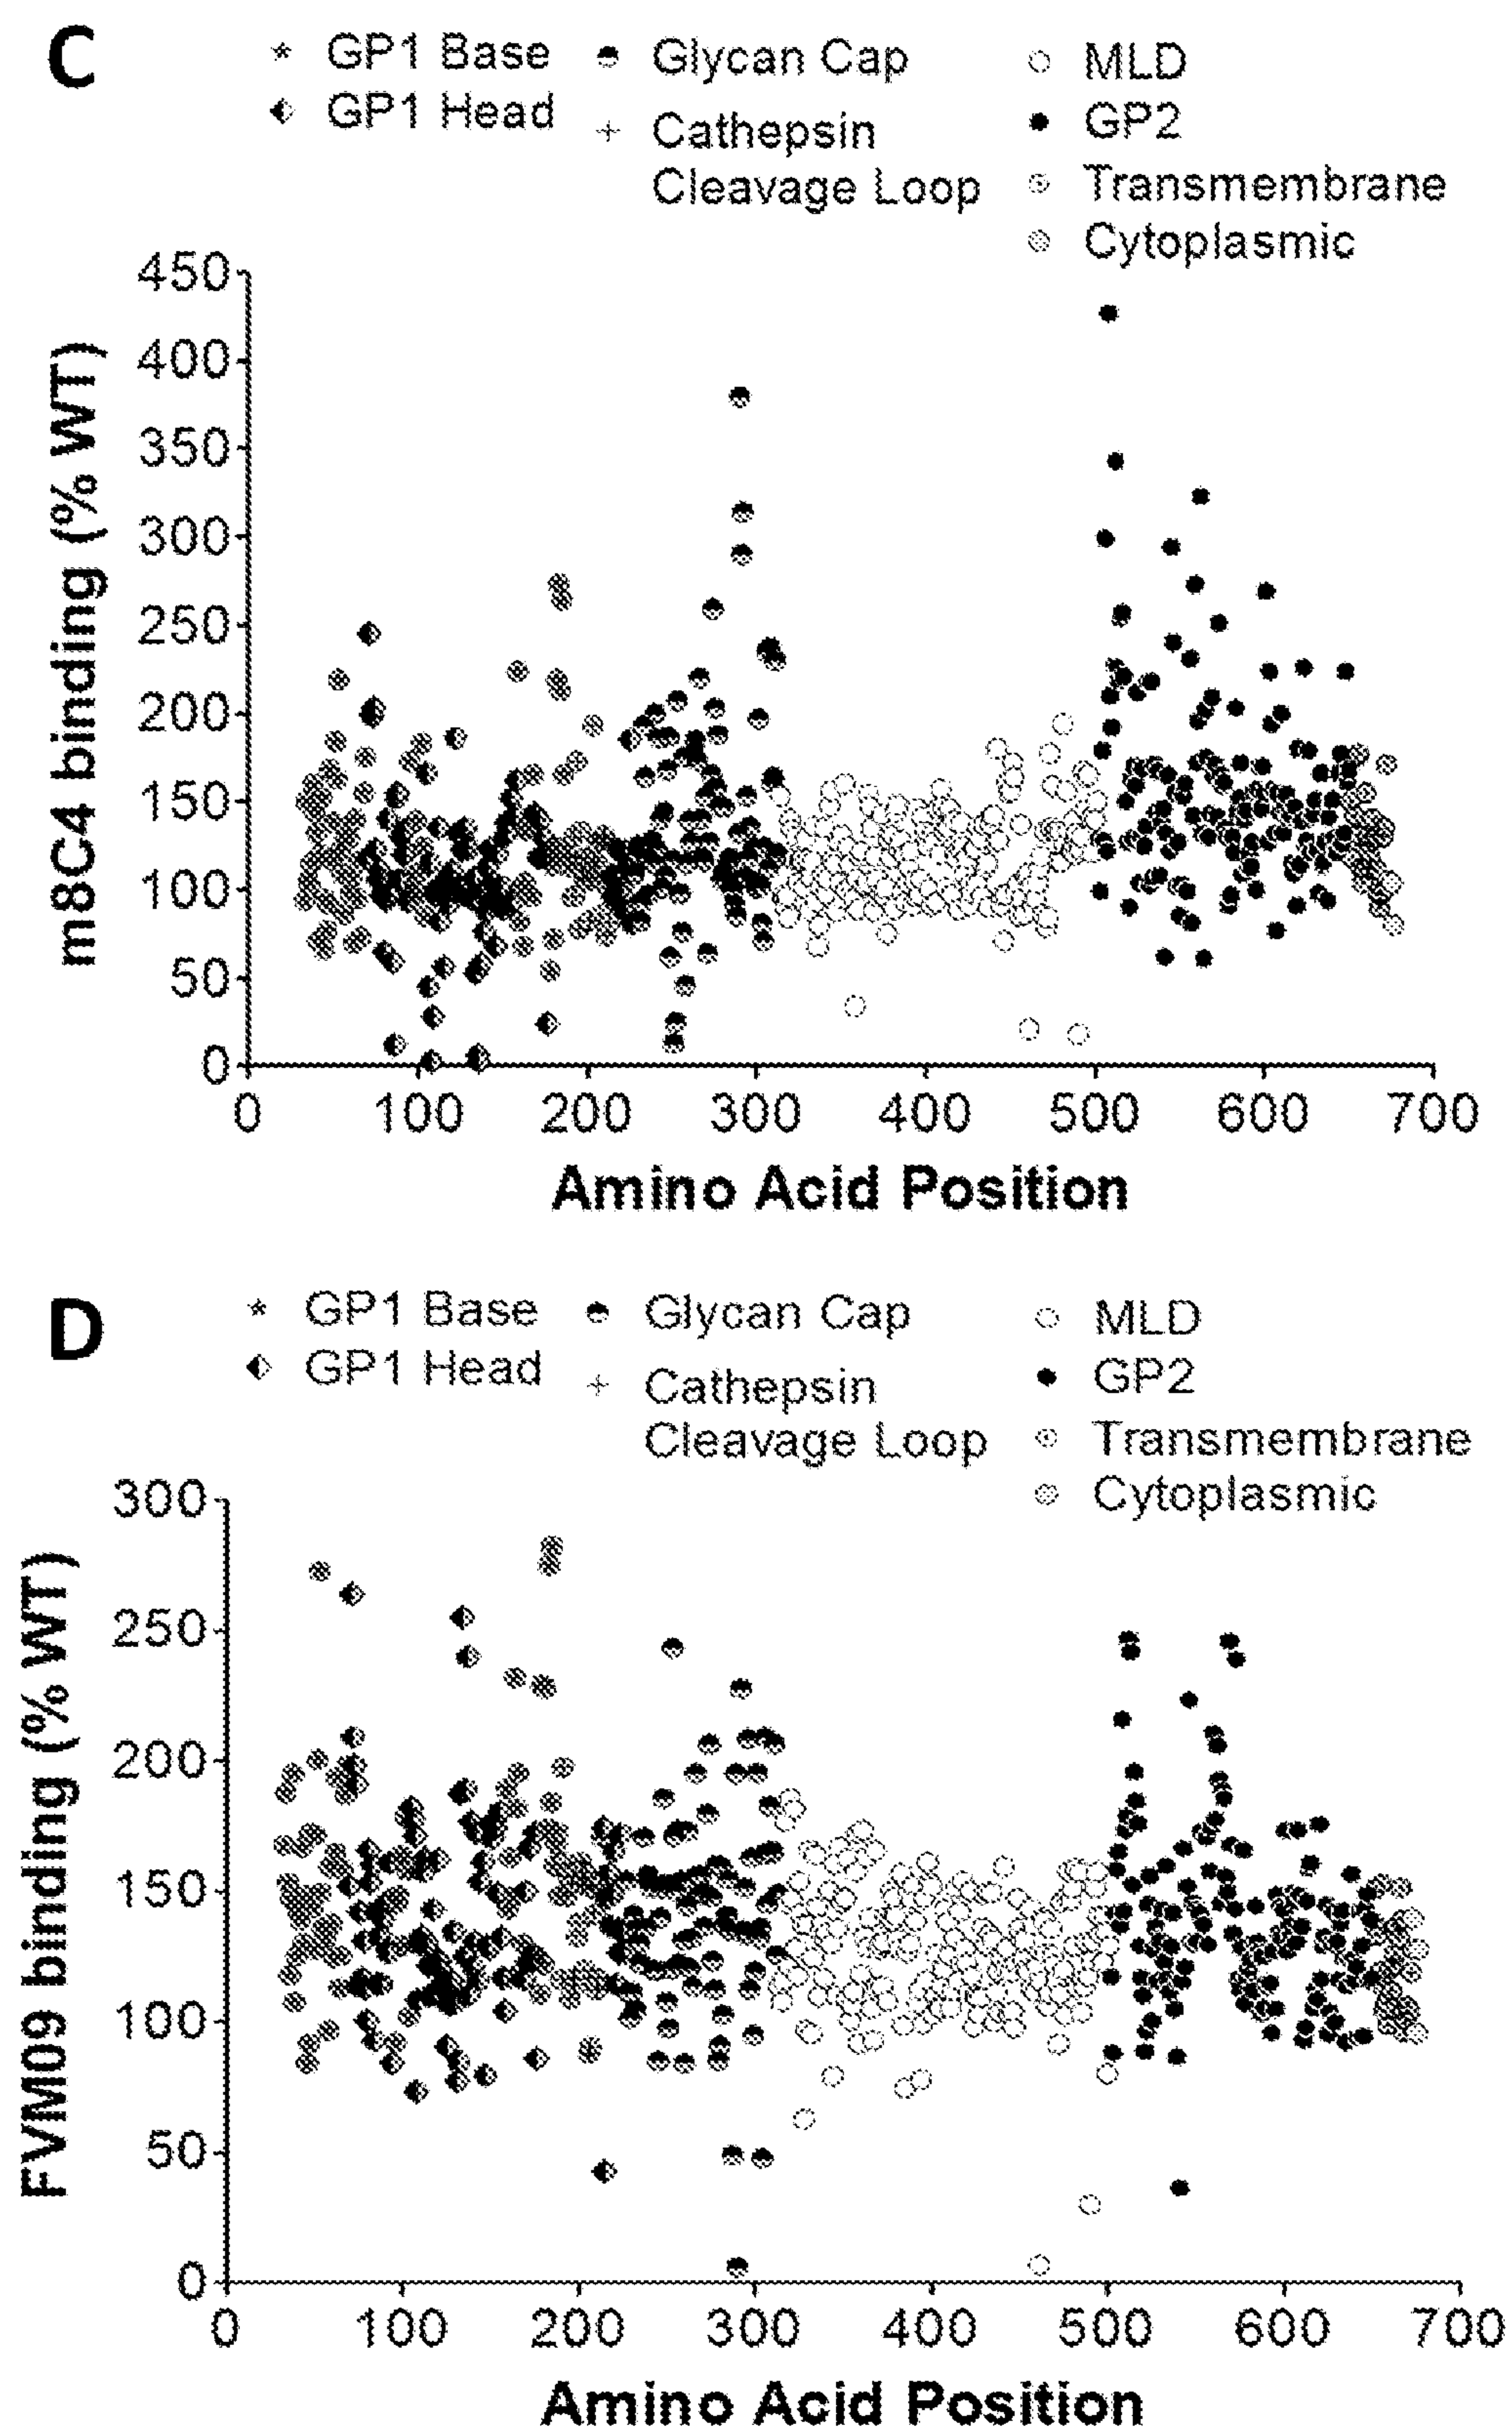 C
GP1 Base
GP1 Head
Glycan Cap
Cathepsin
Cleavage Loop
MLD
GP2
Transmembrane
Cytoplasmic
m8C4 binding (% WT)
450
400
350
300
250
200
150
100
50
0
0 100 200 300 400 500 600 700
Amino Acid Position
D
GP1 Base
GP1 Head
Glycan Cap
Cathepsin
Cleavage Loop
MLD
GP2
Transmembrane
Cytoplasmic
FVM09 binding (% WT)
300
250
200
150
100
50
0
0 100 200 300 400 500 600 700
Amino Acid Position